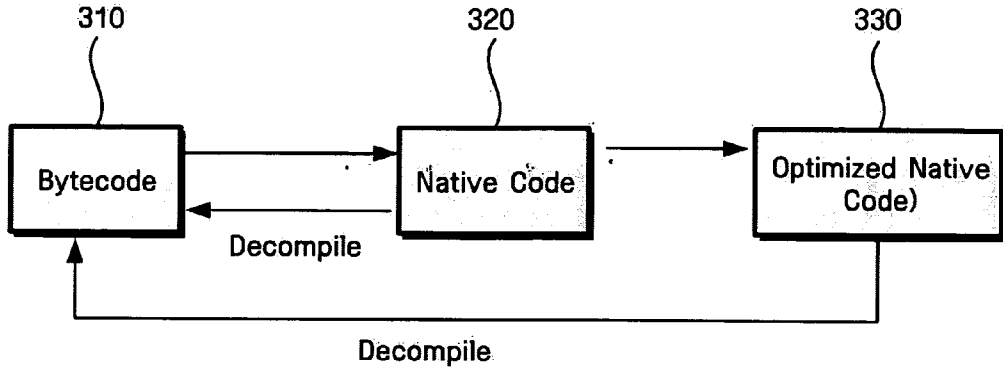 310
320
330
Bytecode
Native Code
Optimized Native
Code)
Decompile
Decompile